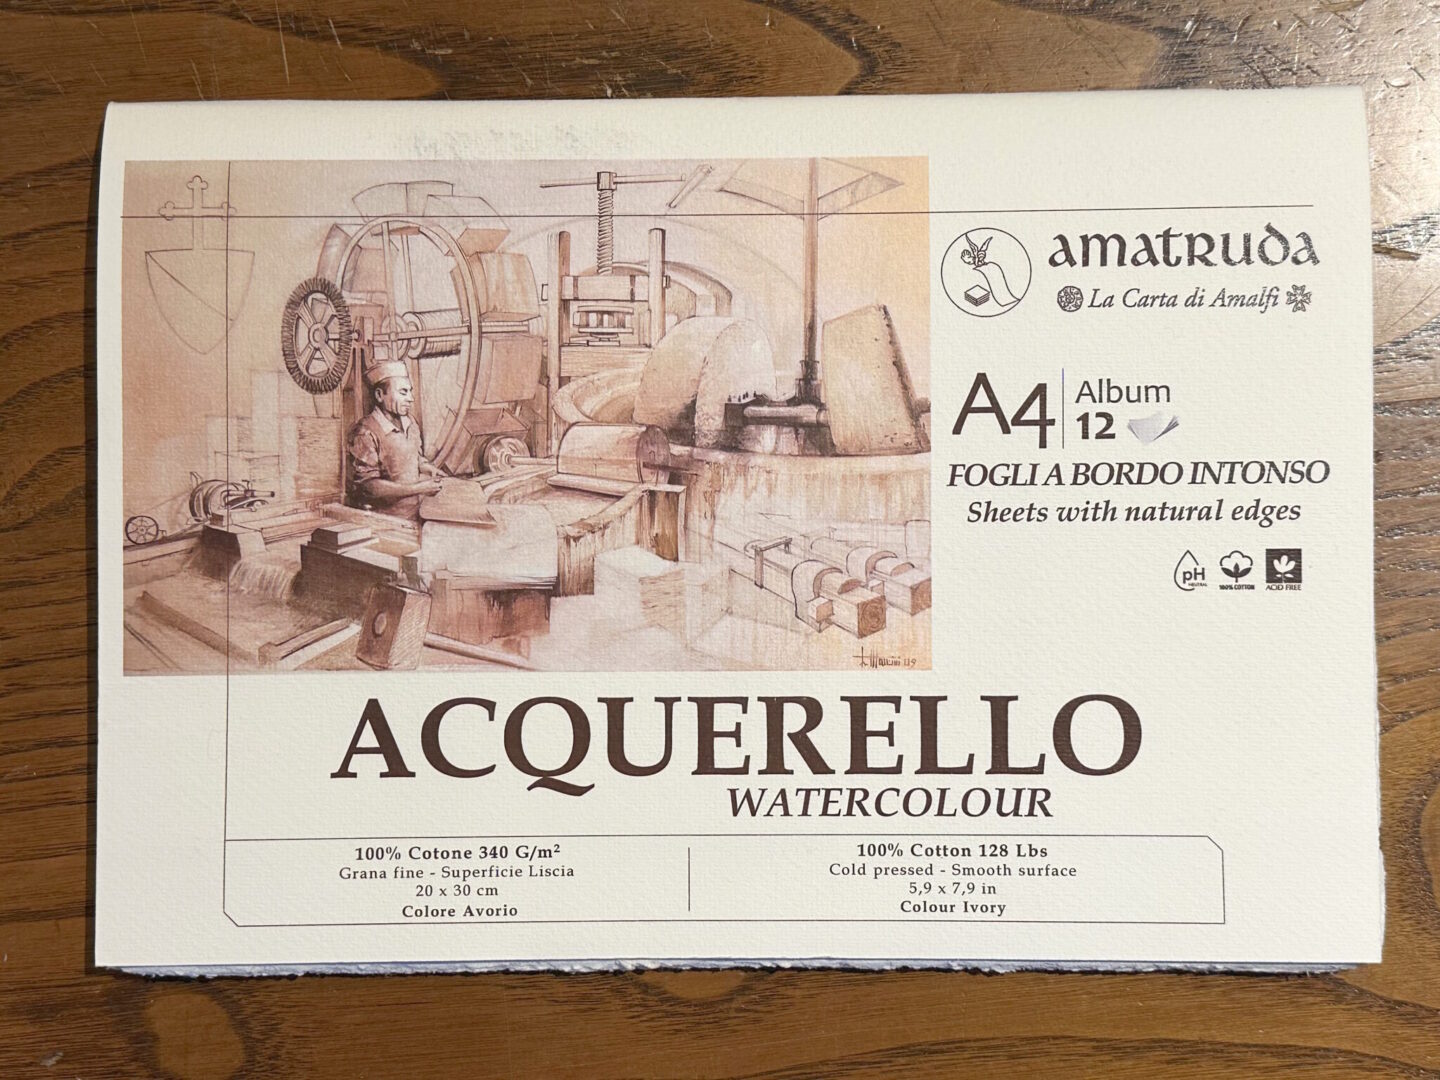 amatruda
La Carta di Amalfi
A4
Album
12
FOGLI A BORDO INTONSO
Sheets with natural edges
pH
NEUTRAL
100% COTTON
ACID FREE
ACQUERELLO
WATERCOLOUR
100% Cotone 340 G/m²
Grana fine - Superficie Liscia
20 x 30 cm
Colore Avorio
100% Cotton 128 Lbs
Cold pressed - Smooth surface
5,9 x 7,9 in
Colour Ivory